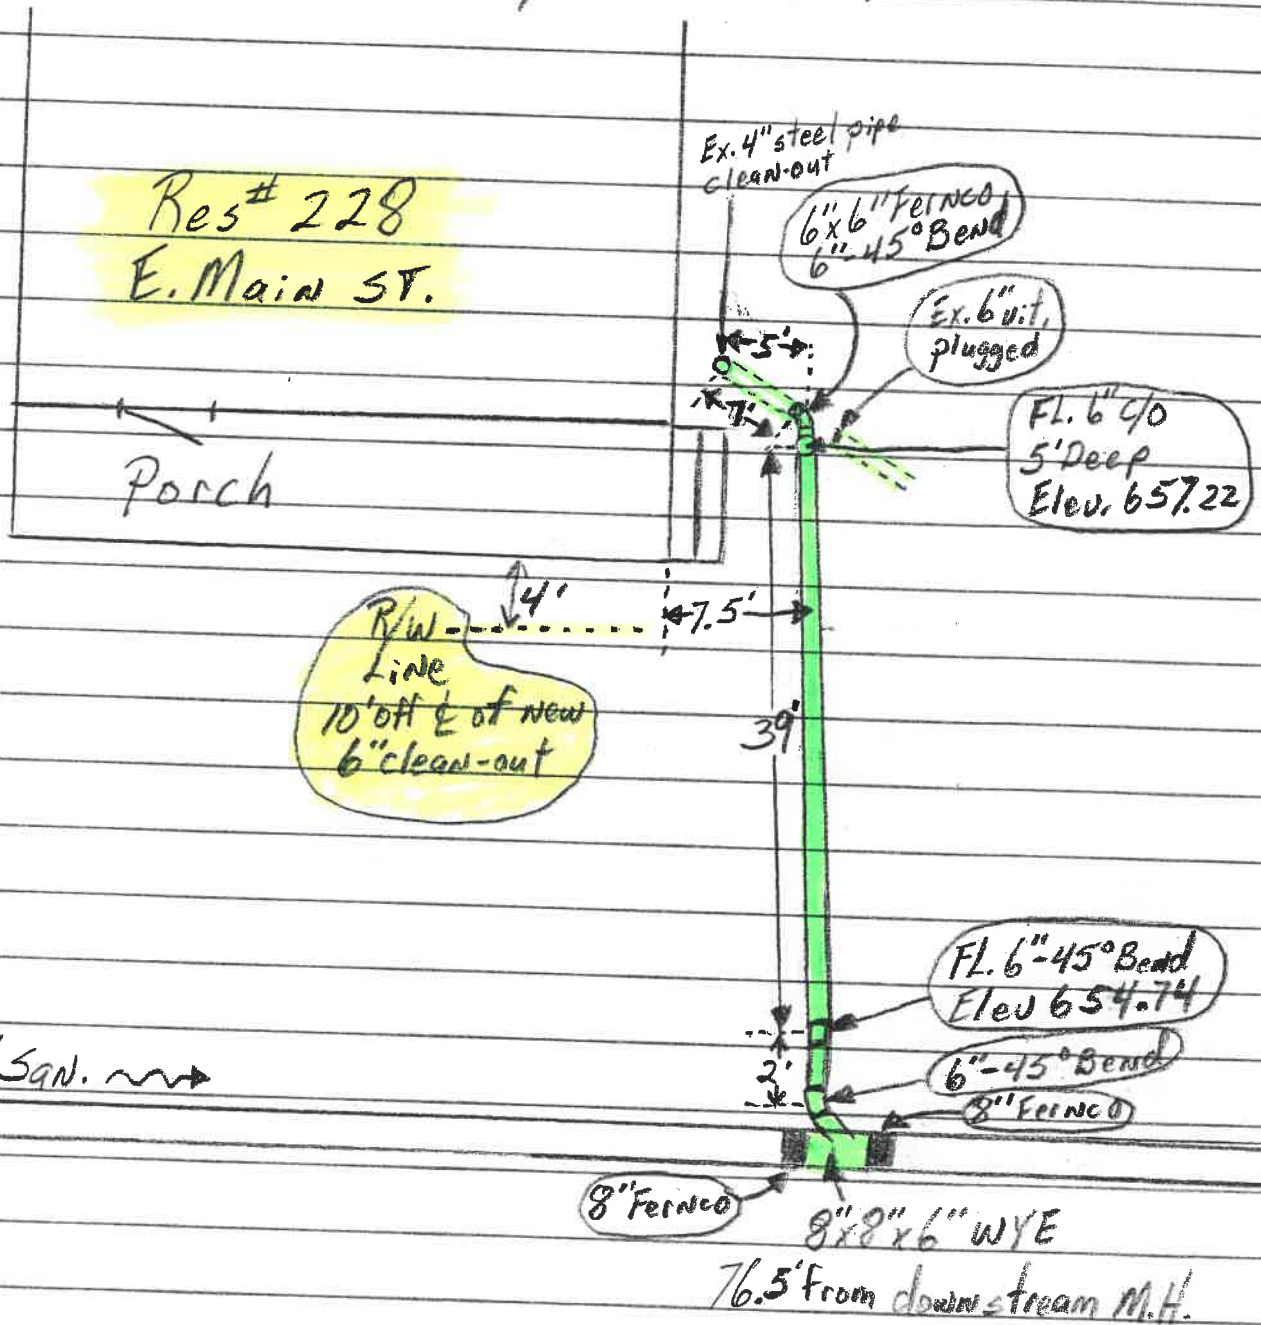 Res# 228
E. Main ST.
Ex. 4" steel pipe
clean-out
6"x6" Fernco
6"-45° Bend
Ex. 6" vit.
plugged
5'
7'
FL. 6" C/O
5' Deep
Elev. 657.22
Porch
4'
R/W
Line
10' off ℄ of New
6" clean-out
7.5'
39'
FL. 6"-45° Bend
Elev 654.74
2'
6"-45° Bend
8" Fernco
San.
8" Fernco
8"x8"x6" WYE
76.5' From downstream M.H.